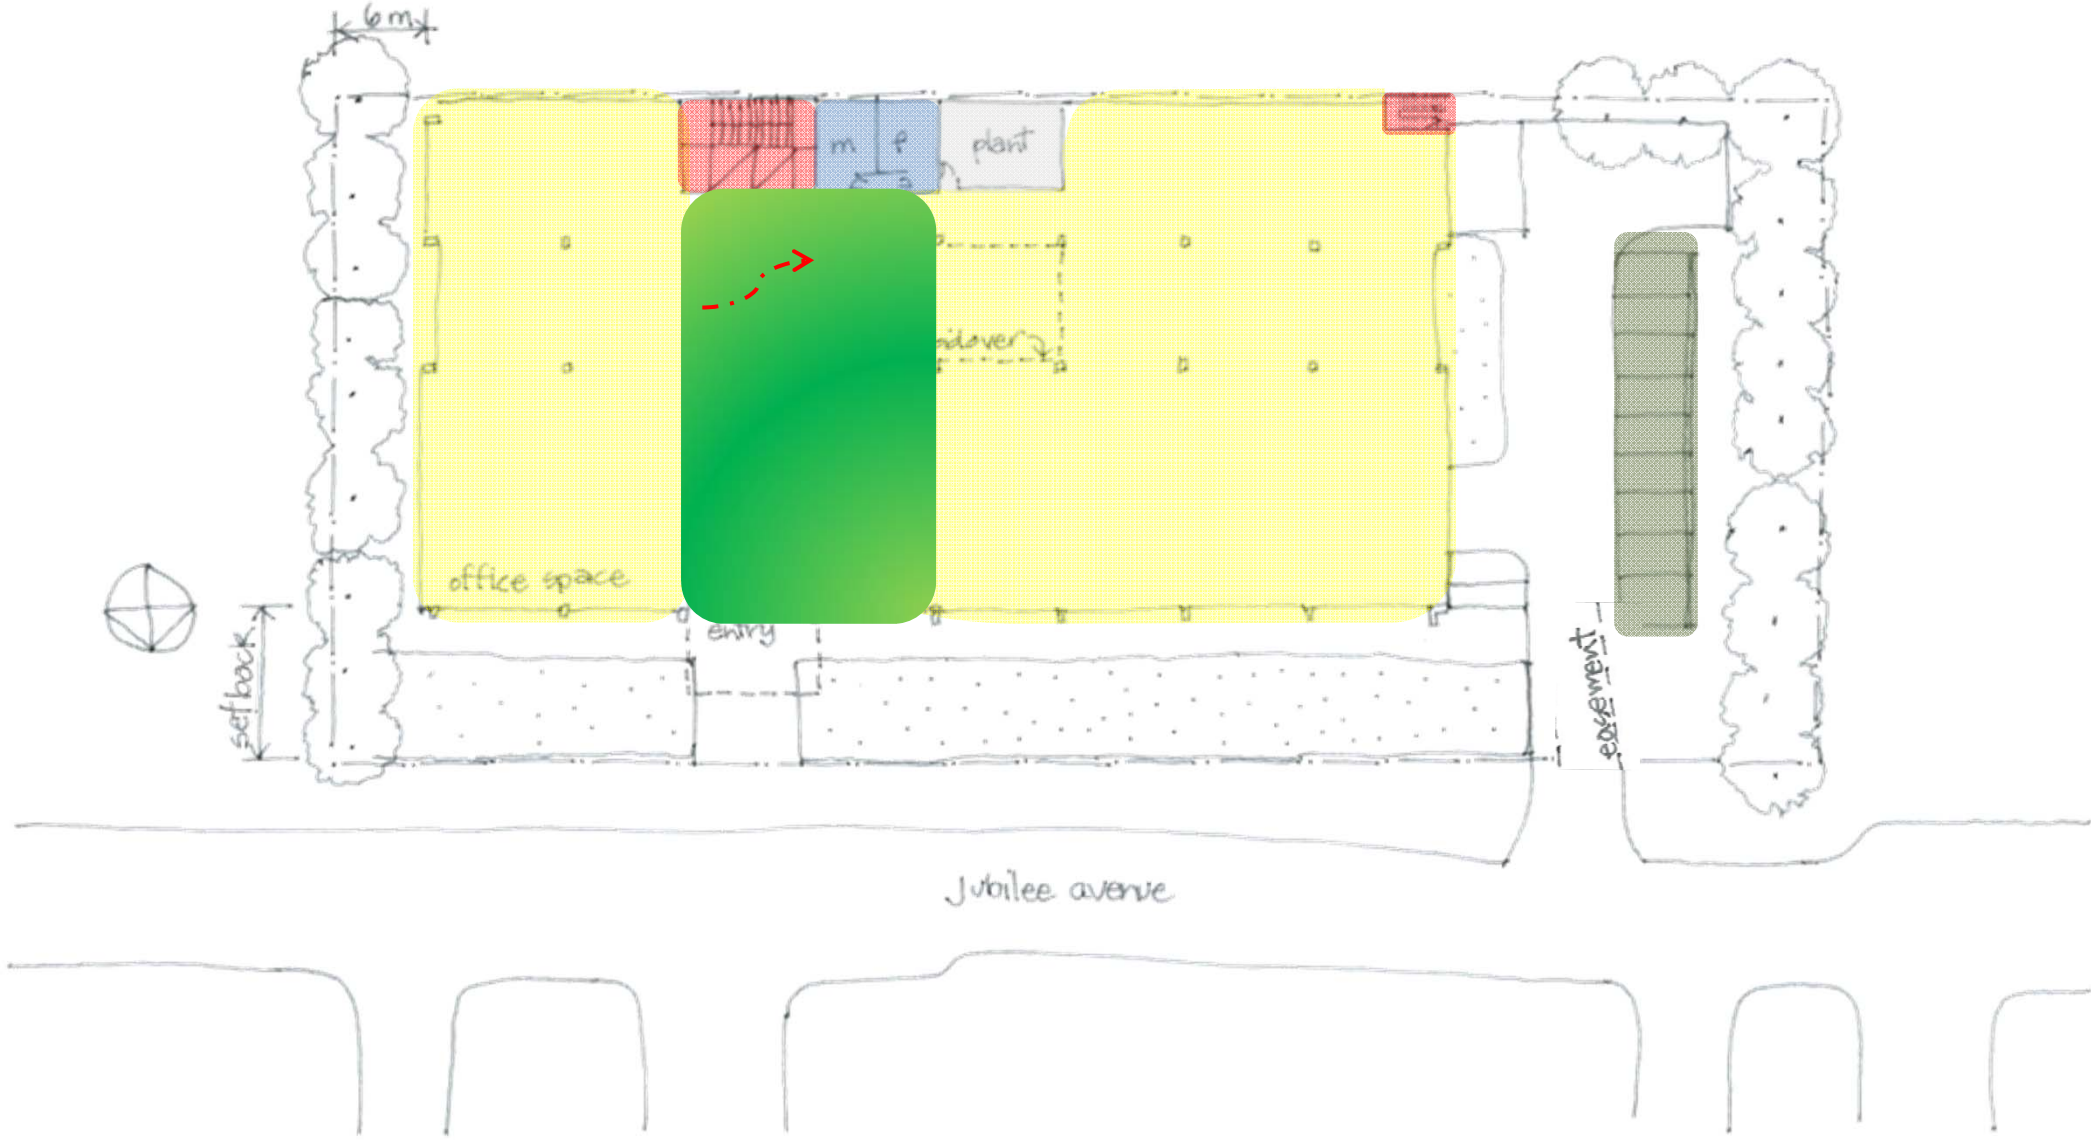 6m
m f
plant
office space
entry
setback
easement
Jubilee avenue